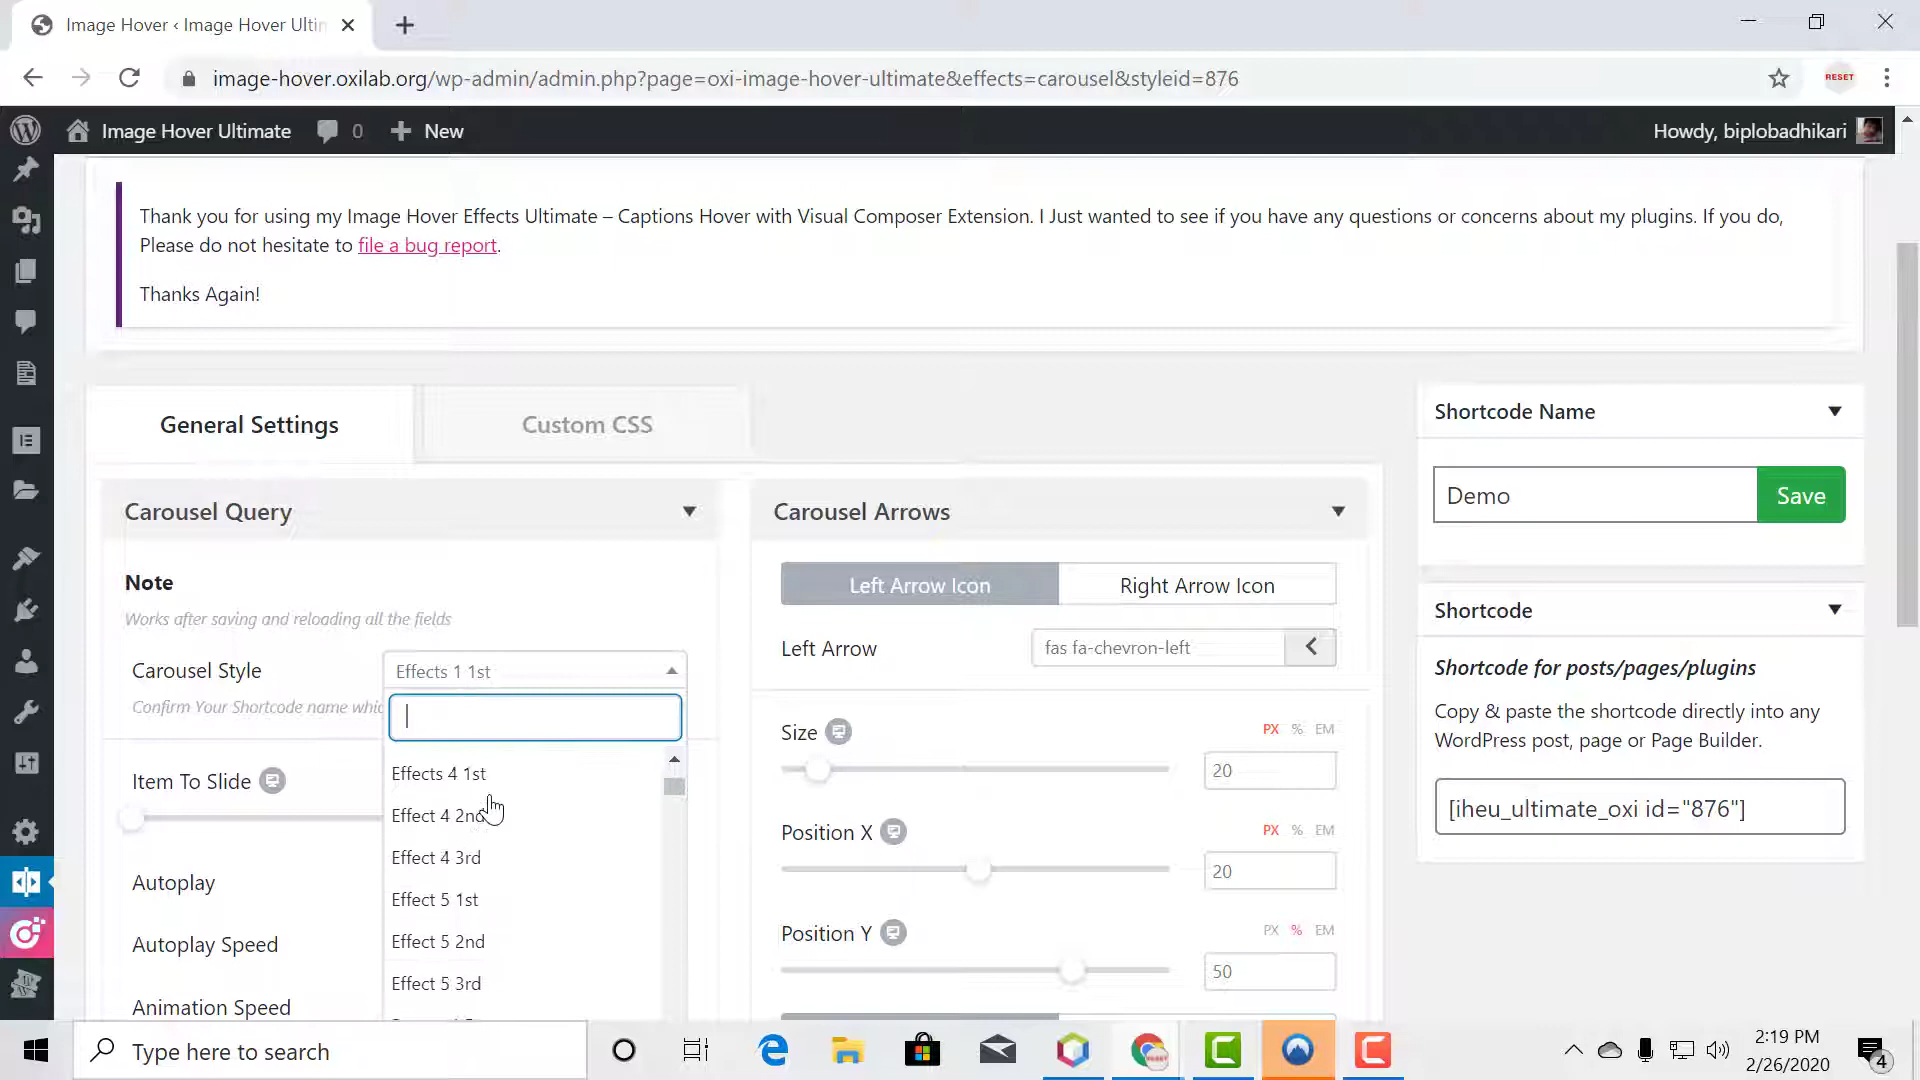 Image Hover ‹ Image Hover Ultim
image-hover.oxilab.org/wp-admin/admin.php?page=oxi-image-hover-ultimate&effects=carousel&styleid=876
RESET
Image Hover Ultimate
0
New
Howdy, biplobadhikari
Thank you for using my Image Hover Effects Ultimate – Captions Hover with Visual Composer Extension. I Just wanted to see if you have any questions or concerns about my plugins. If you do,
Please do not hesitate to file a bug report.
Thanks Again!
General Settings
Custom CSS
Carousel Query
Note
Works after saving and reloading all the fields
Carousel Style
Effects 1 1st
Confirm Your Shortcode name whic
Effects 4 1st
Effect 4 2nd
Effect 4 3rd
Effect 5 1st
Effect 5 2nd
Effect 5 3rd
Item To Slide
Autoplay
Autoplay Speed
Animation Speed
Carousel Arrows
Left Arrow Icon
Right Arrow Icon
Left Arrow
fas fa-chevron-left
Size
PX % EM
20
Position X
PX % EM
20
Position Y
PX % EM
50
Shortcode Name
Demo
Save
Shortcode
Shortcode for posts/pages/plugins
Copy & paste the shortcode directly into any
WordPress post, page or Page Builder.
[iheu_ultimate_oxi id="876"]
Type here to search
2:19 PM
2/26/2020
4